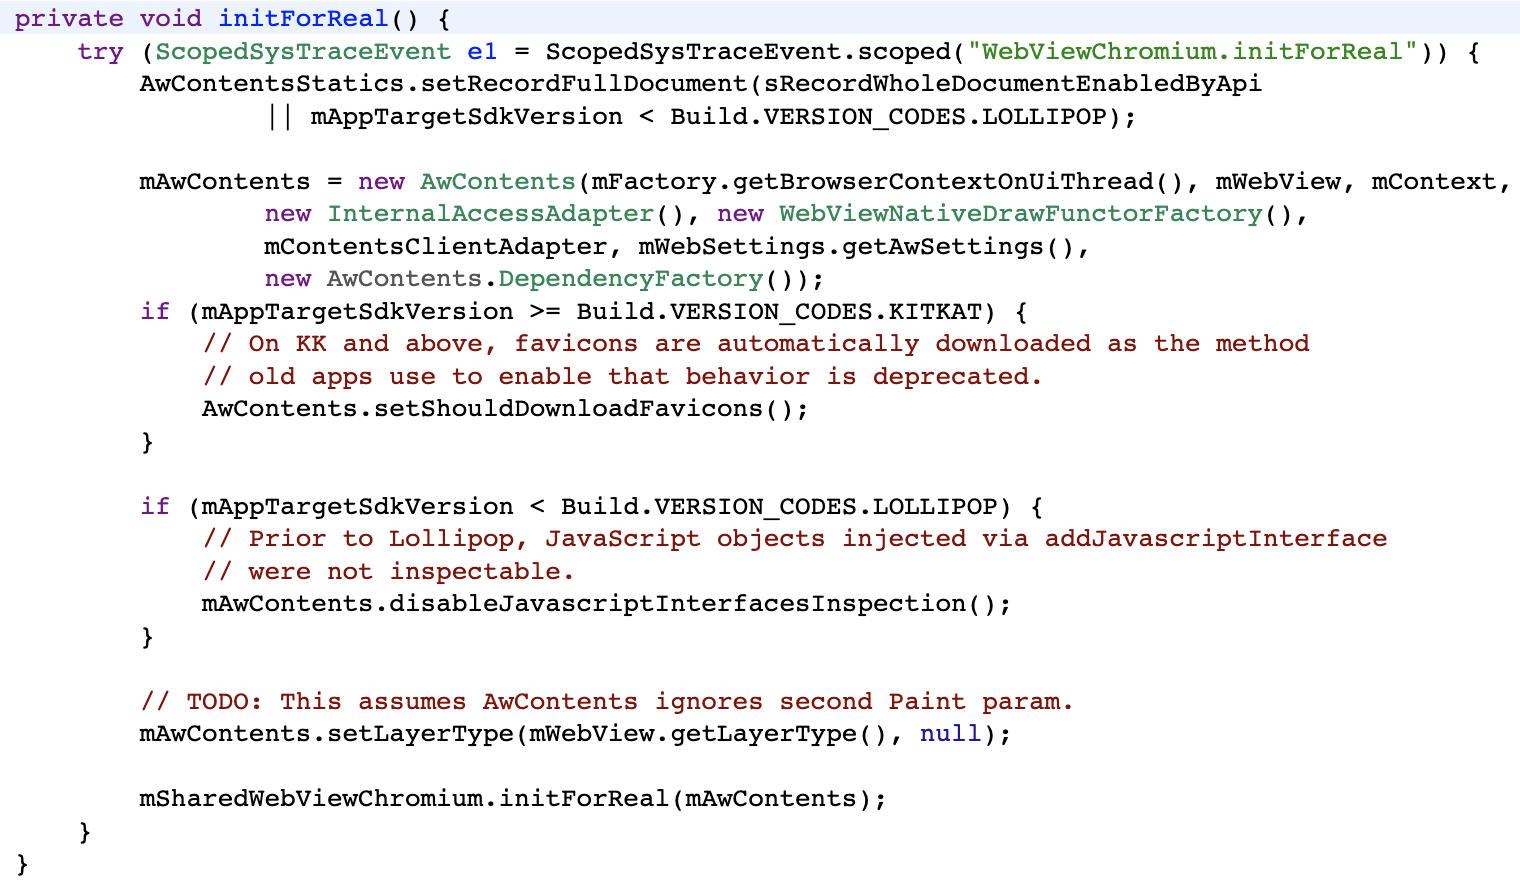 private void initForReal() {
    try (ScopedSysTraceEvent e1 = ScopedSysTraceEvent.scoped("WebViewChromium.initForReal")) {
        AwContentsStatics.setRecordFullDocument(sRecordWholeDocumentEnabledByApi
                || mAppTargetSdkVersion < Build.VERSION_CODES.LOLLIPOP);

        mAwContents = new AwContents(mFactory.getBrowserContextOnUiThread(), mWebView, mContext,
                new InternalAccessAdapter(), new WebViewNativeDrawFunctorFactory(),
                mContentsClientAdapter, mWebSettings.getAwSettings(),
                new AwContents.DependencyFactory());
        if (mAppTargetSdkVersion >= Build.VERSION_CODES.KITKAT) {
            // On KK and above, favicons are automatically downloaded as the method
            // old apps use to enable that behavior is deprecated.
            AwContents.setShouldDownloadFavicons();
        }

        if (mAppTargetSdkVersion < Build.VERSION_CODES.LOLLIPOP) {
            // Prior to Lollipop, JavaScript objects injected via addJavascriptInterface
            // were not inspectable.
            mAwContents.disableJavascriptInterfacesInspection();
        }

        // TODO: This assumes AwContents ignores second Paint param.
        mAwContents.setLayerType(mWebView.getLayerType(), null);

        mSharedWebViewChromium.initForReal(mAwContents);
    }
}